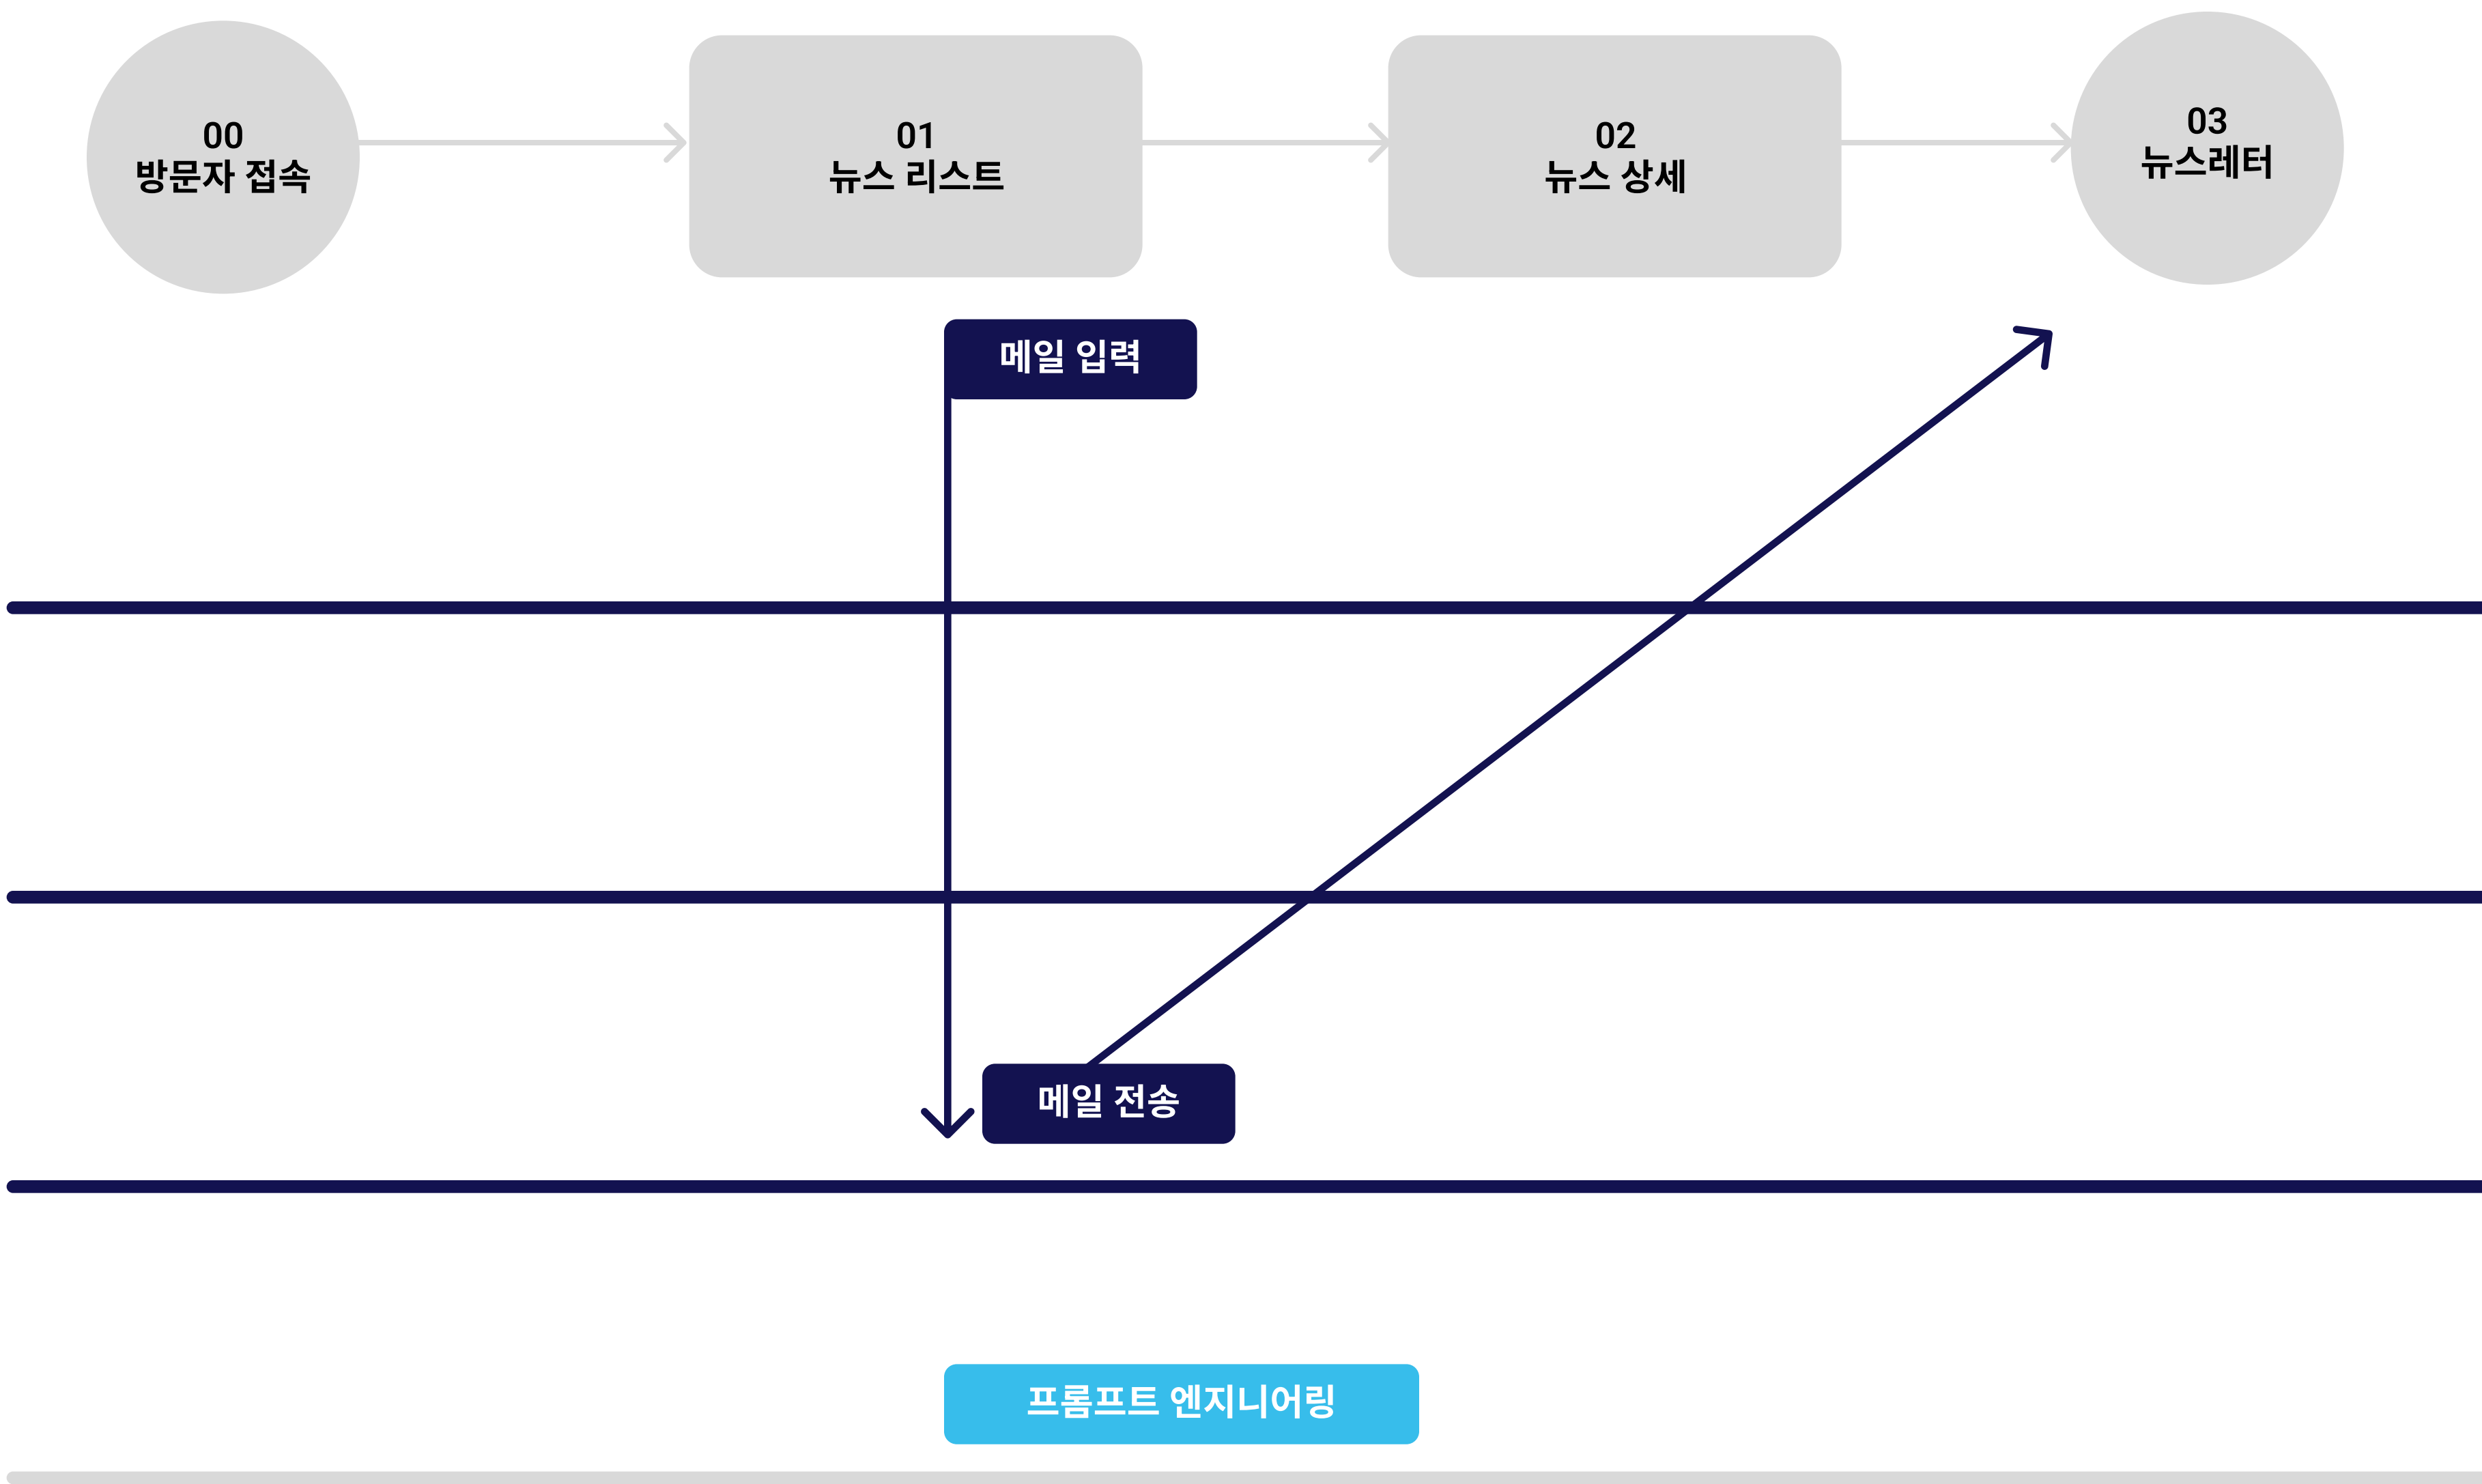 00
방문자 접속
01
뉴스 리스트
02
뉴스상세
03
뉴스레터
메일 입력
메일 전송
프롬프트 엔지니어링